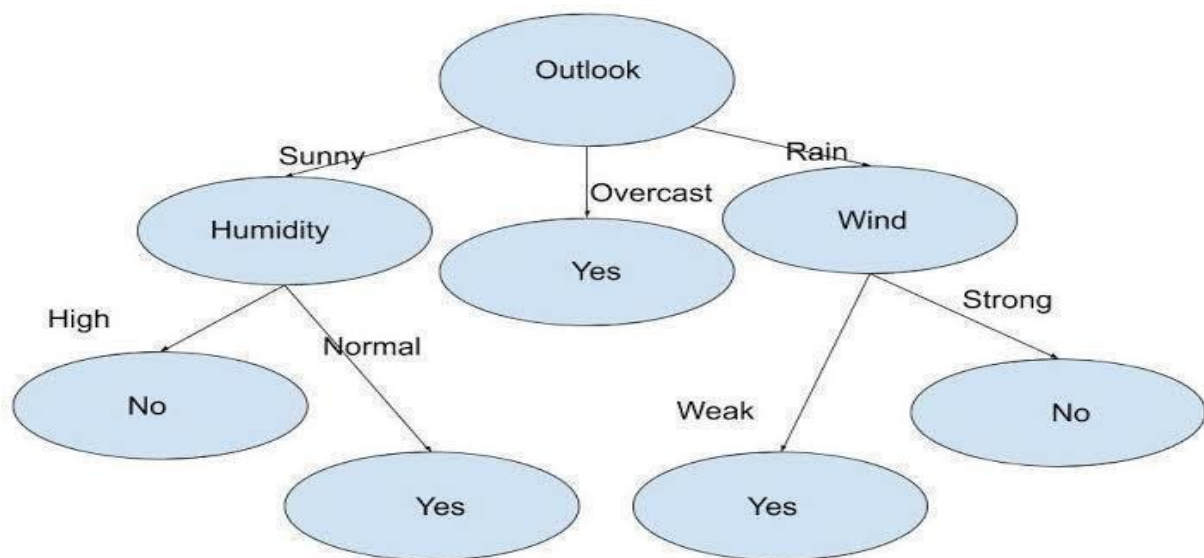 Outlook
Sunny
Overcast
Rain
Humidity
Yes
Wind
High
Normal
Weak
Strong
No
Yes
Yes
No